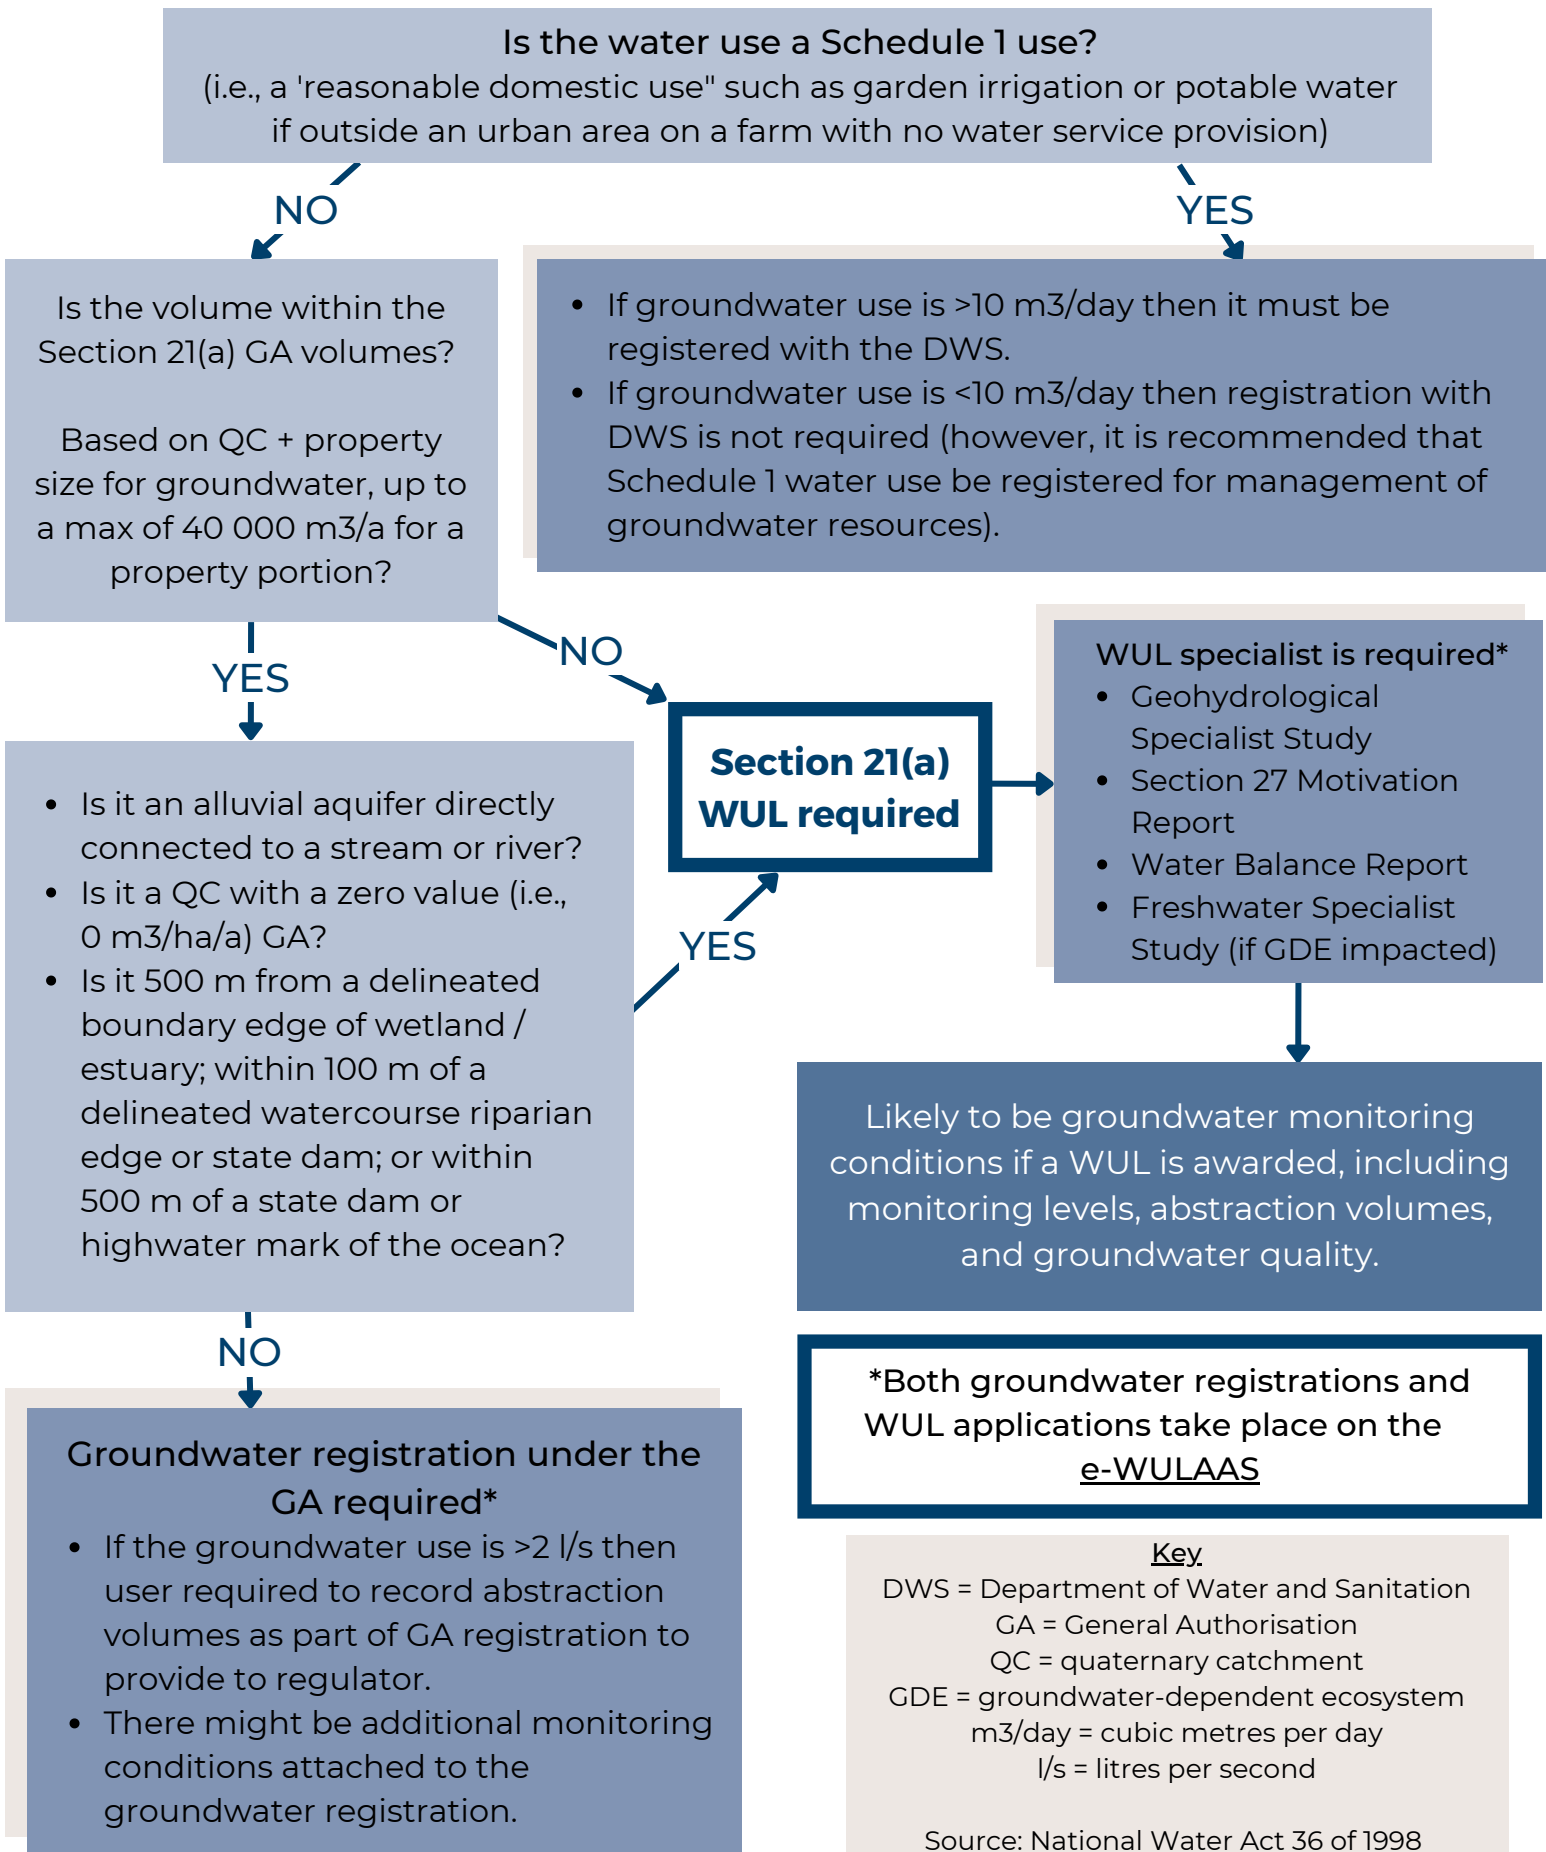 Is the water use a Schedule 1 use?
(i.e., a 'reasonable domestic use" such as garden irrigation or potable water
if outside an urban area on a farm with no water service provision)
NO
YES
Is the volume within the
Section 21(a) GA volumes?
Based on QC + property
size for groundwater, up to
a max of 40 000 m3/a for a
property portion?
• If groundwater use is >10 m3/day then it must be
registered with the DWS.
• If groundwater use is <10 m3/day then registration with
DWS is not required (however, it is recommended that
Schedule 1 water use be registered for management of
groundwater resources).
YES
NO
Section 21(a)
WUL required
WUL specialist is required*
• Geohydrological
Specialist Study
• Section 27 Motivation
Report
• Water Balance Report
• Freshwater Specialist
Study (if GDE impacted)
• Is it an alluvial aquifer directly
connected to a stream or river?
• Is it a QC with a zero value (i.e.,
0 m3/ha/a) GA?
• Is it 500 m from a delineated
boundary edge of wetland /
estuary; within 100 m of a
delineated watercourse riparian
edge or state dam; or within
500 m of a state dam or
highwater mark of the ocean?
YES
Likely to be groundwater monitoring
conditions if a WUL is awarded, including
monitoring levels, abstraction volumes,
and groundwater quality.
NO
Groundwater registration under the
GA required*
• If the groundwater use is >2 l/s then
user required to record abstraction
volumes as part of GA registration to
provide to regulator.
• There might be additional monitoring
conditions attached to the
groundwater registration.
*Both groundwater registrations and
WUL applications take place on the
e-WULAAS
Key
DWS = Department of Water and Sanitation
GA = General Authorisation
QC = quaternary catchment
GDE = groundwater-dependent ecosystem
m3/day = cubic metres per day
l/s = litres per second
Source: National Water Act 36 of 1998